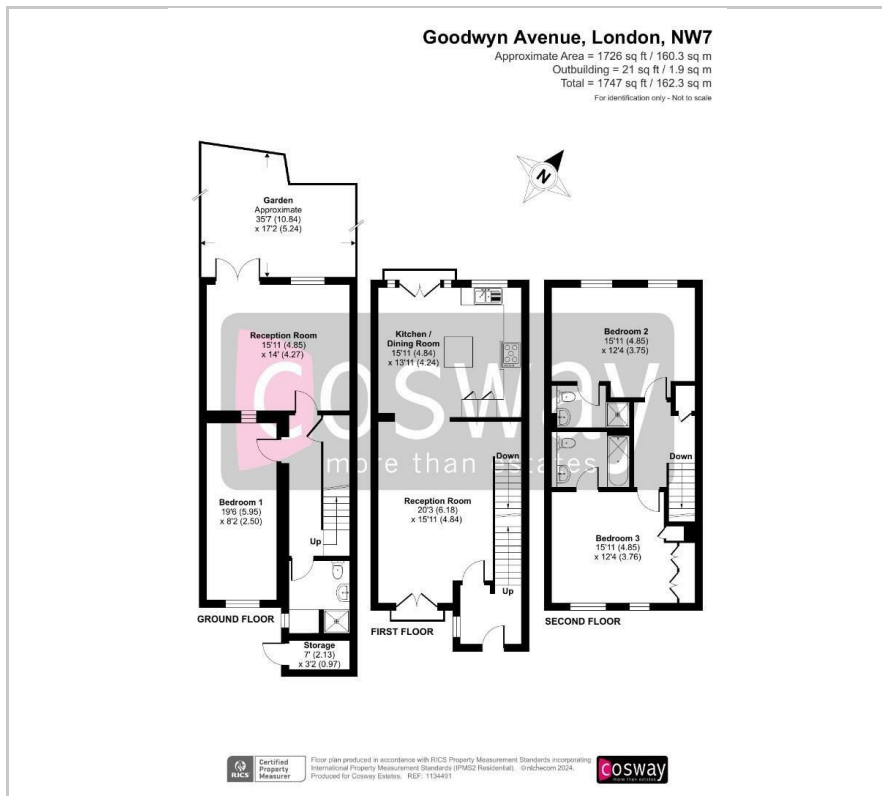 Goodwyn Avenue, London, NW7
Approximate Area = 1726 sq ft / 160.3 sq m
Outbuilding = 21 sq ft / 1.9 sq m
Total = 1747 sq ft / 162.3 sq m
For identification only - Not to scale
N
Garden
Approximate
35'7 (10.84)
x 17'2 (5.24)
Reception Room
15'11 (4.85)
x 14' (4.27)
Bedroom 1
19'6 (5.95)
x 8'2 (2.50)
Up
GROUND FLOOR
Storage
7' (2.13)
x 3'2 (0.97)
Kitchen /
Dining Room
15'11 (4.84)
x 13'11 (4.24)
Down
Reception Room
20'3 (6.18)
x 15'11 (4.84)
Up
FIRST FLOOR
Bedroom 2
15'11 (4.85)
x 12'4 (3.75)
Down
Bedroom 3
15'11 (4.85)
x 12'4 (3.76)
SECOND FLOOR
cosway
more than estates
RICS
Certified
Property
Measurer
Floor plan produced in accordance with RICS Property Measurement Standards incorporating
International Property Measurement Standards (IPMS2 Residential). ©nichecom 2024.
Produced for Cosway Estates. REF: 1134491
cosway
more than estates